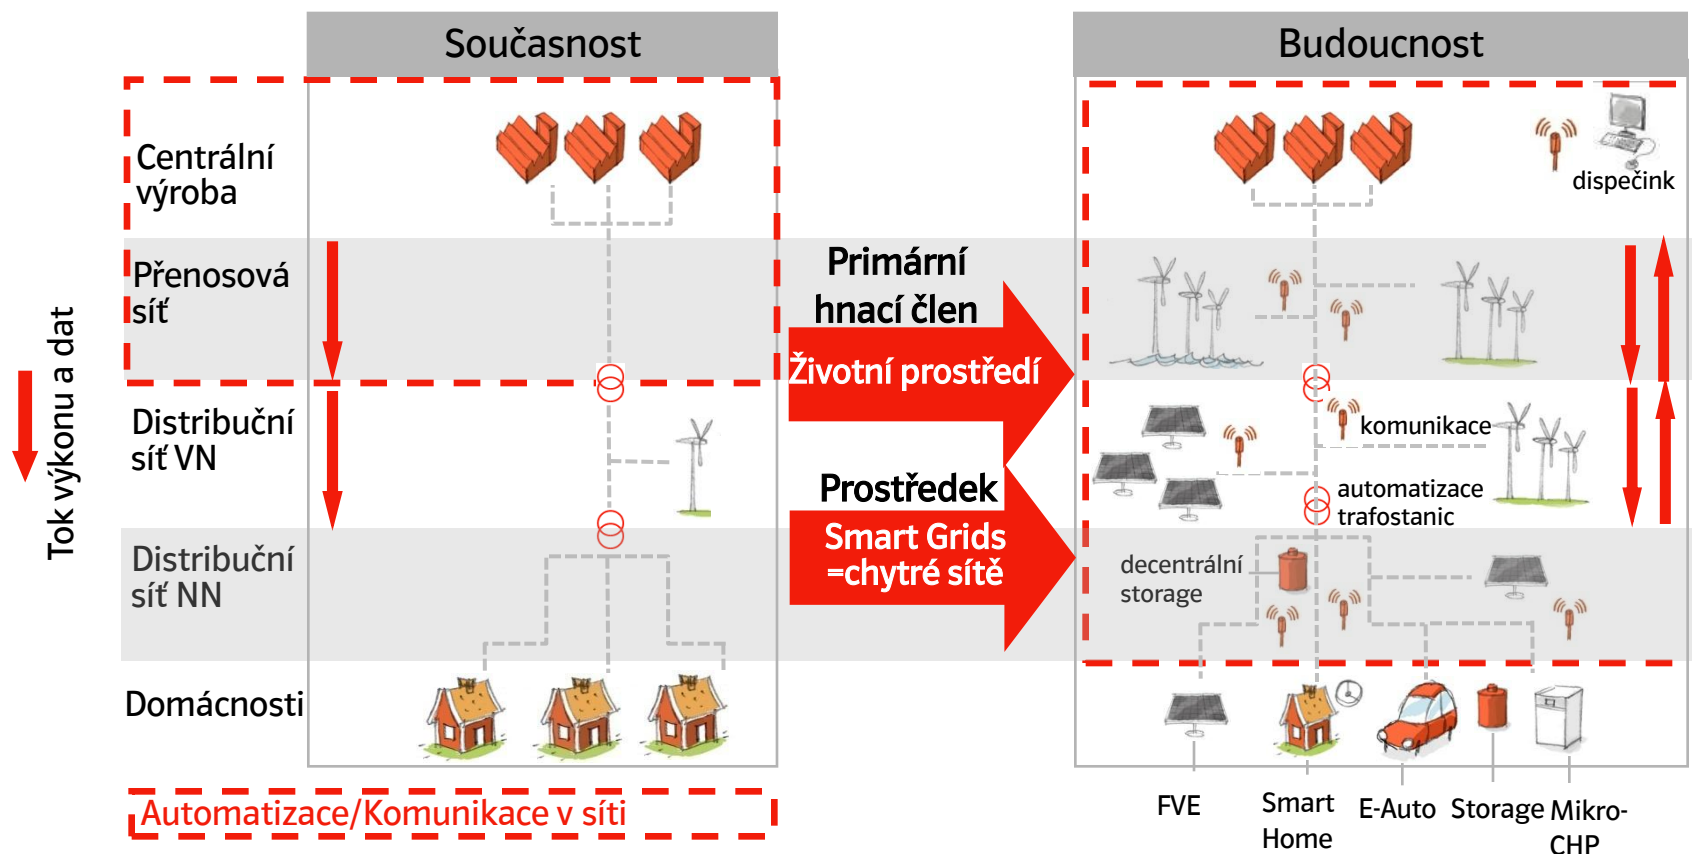 Současnost
Budoucnost
Centrální
výroba
dispečink
Přenosová
síť
Primární
hnací člen
Životní prostředí
Tok výkonu a dat
Distribuční
síť VN
komunikace
Prostředek
Smart Grids
=chytré sítě
automatizace
trafostanic
Distribuční
síť NN
decentrální
storage
Domácnosti
FVE
Smart
Home
E-Auto
Storage
Mikro-
CHP
Automatizace/Komunikace v síti